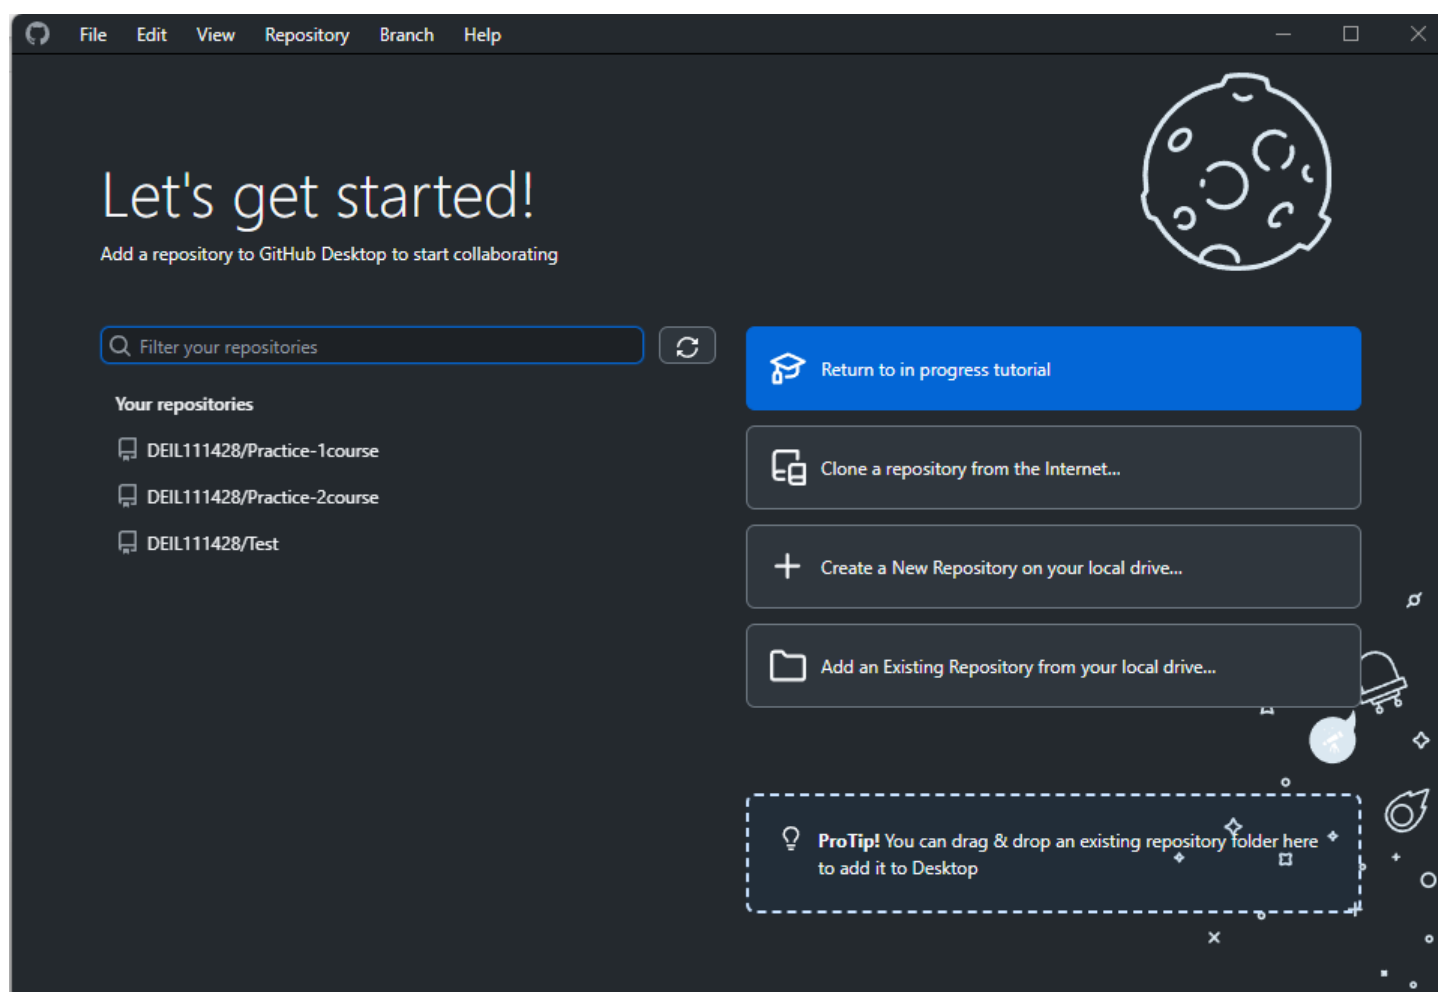 File Edit View Repository Branch Help
Let's get started!
Add a repository to GitHub Desktop to start collaborating
Filter your repositories
Your repositories
DEIL111428/Practice-1course
DEIL111428/Practice-2course
DEIL111428/Test
Return to in progress tutorial
Clone a repository from the Internet...
Create a New Repository on your local drive...
Add an Existing Repository from your local drive...
ProTip! You can drag & drop an existing repository folder here
to add it to Desktop